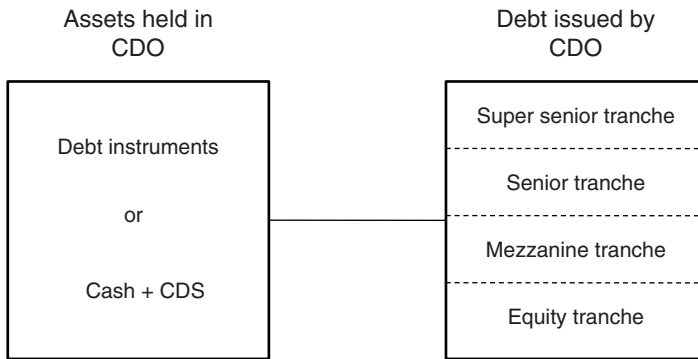 Assets held in
CDO
Debt issued by
CDO
Debt instruments
or
Cash + CDS
Super senior tranche
Senior tranche
Mezzanine tranche
Equity tranche